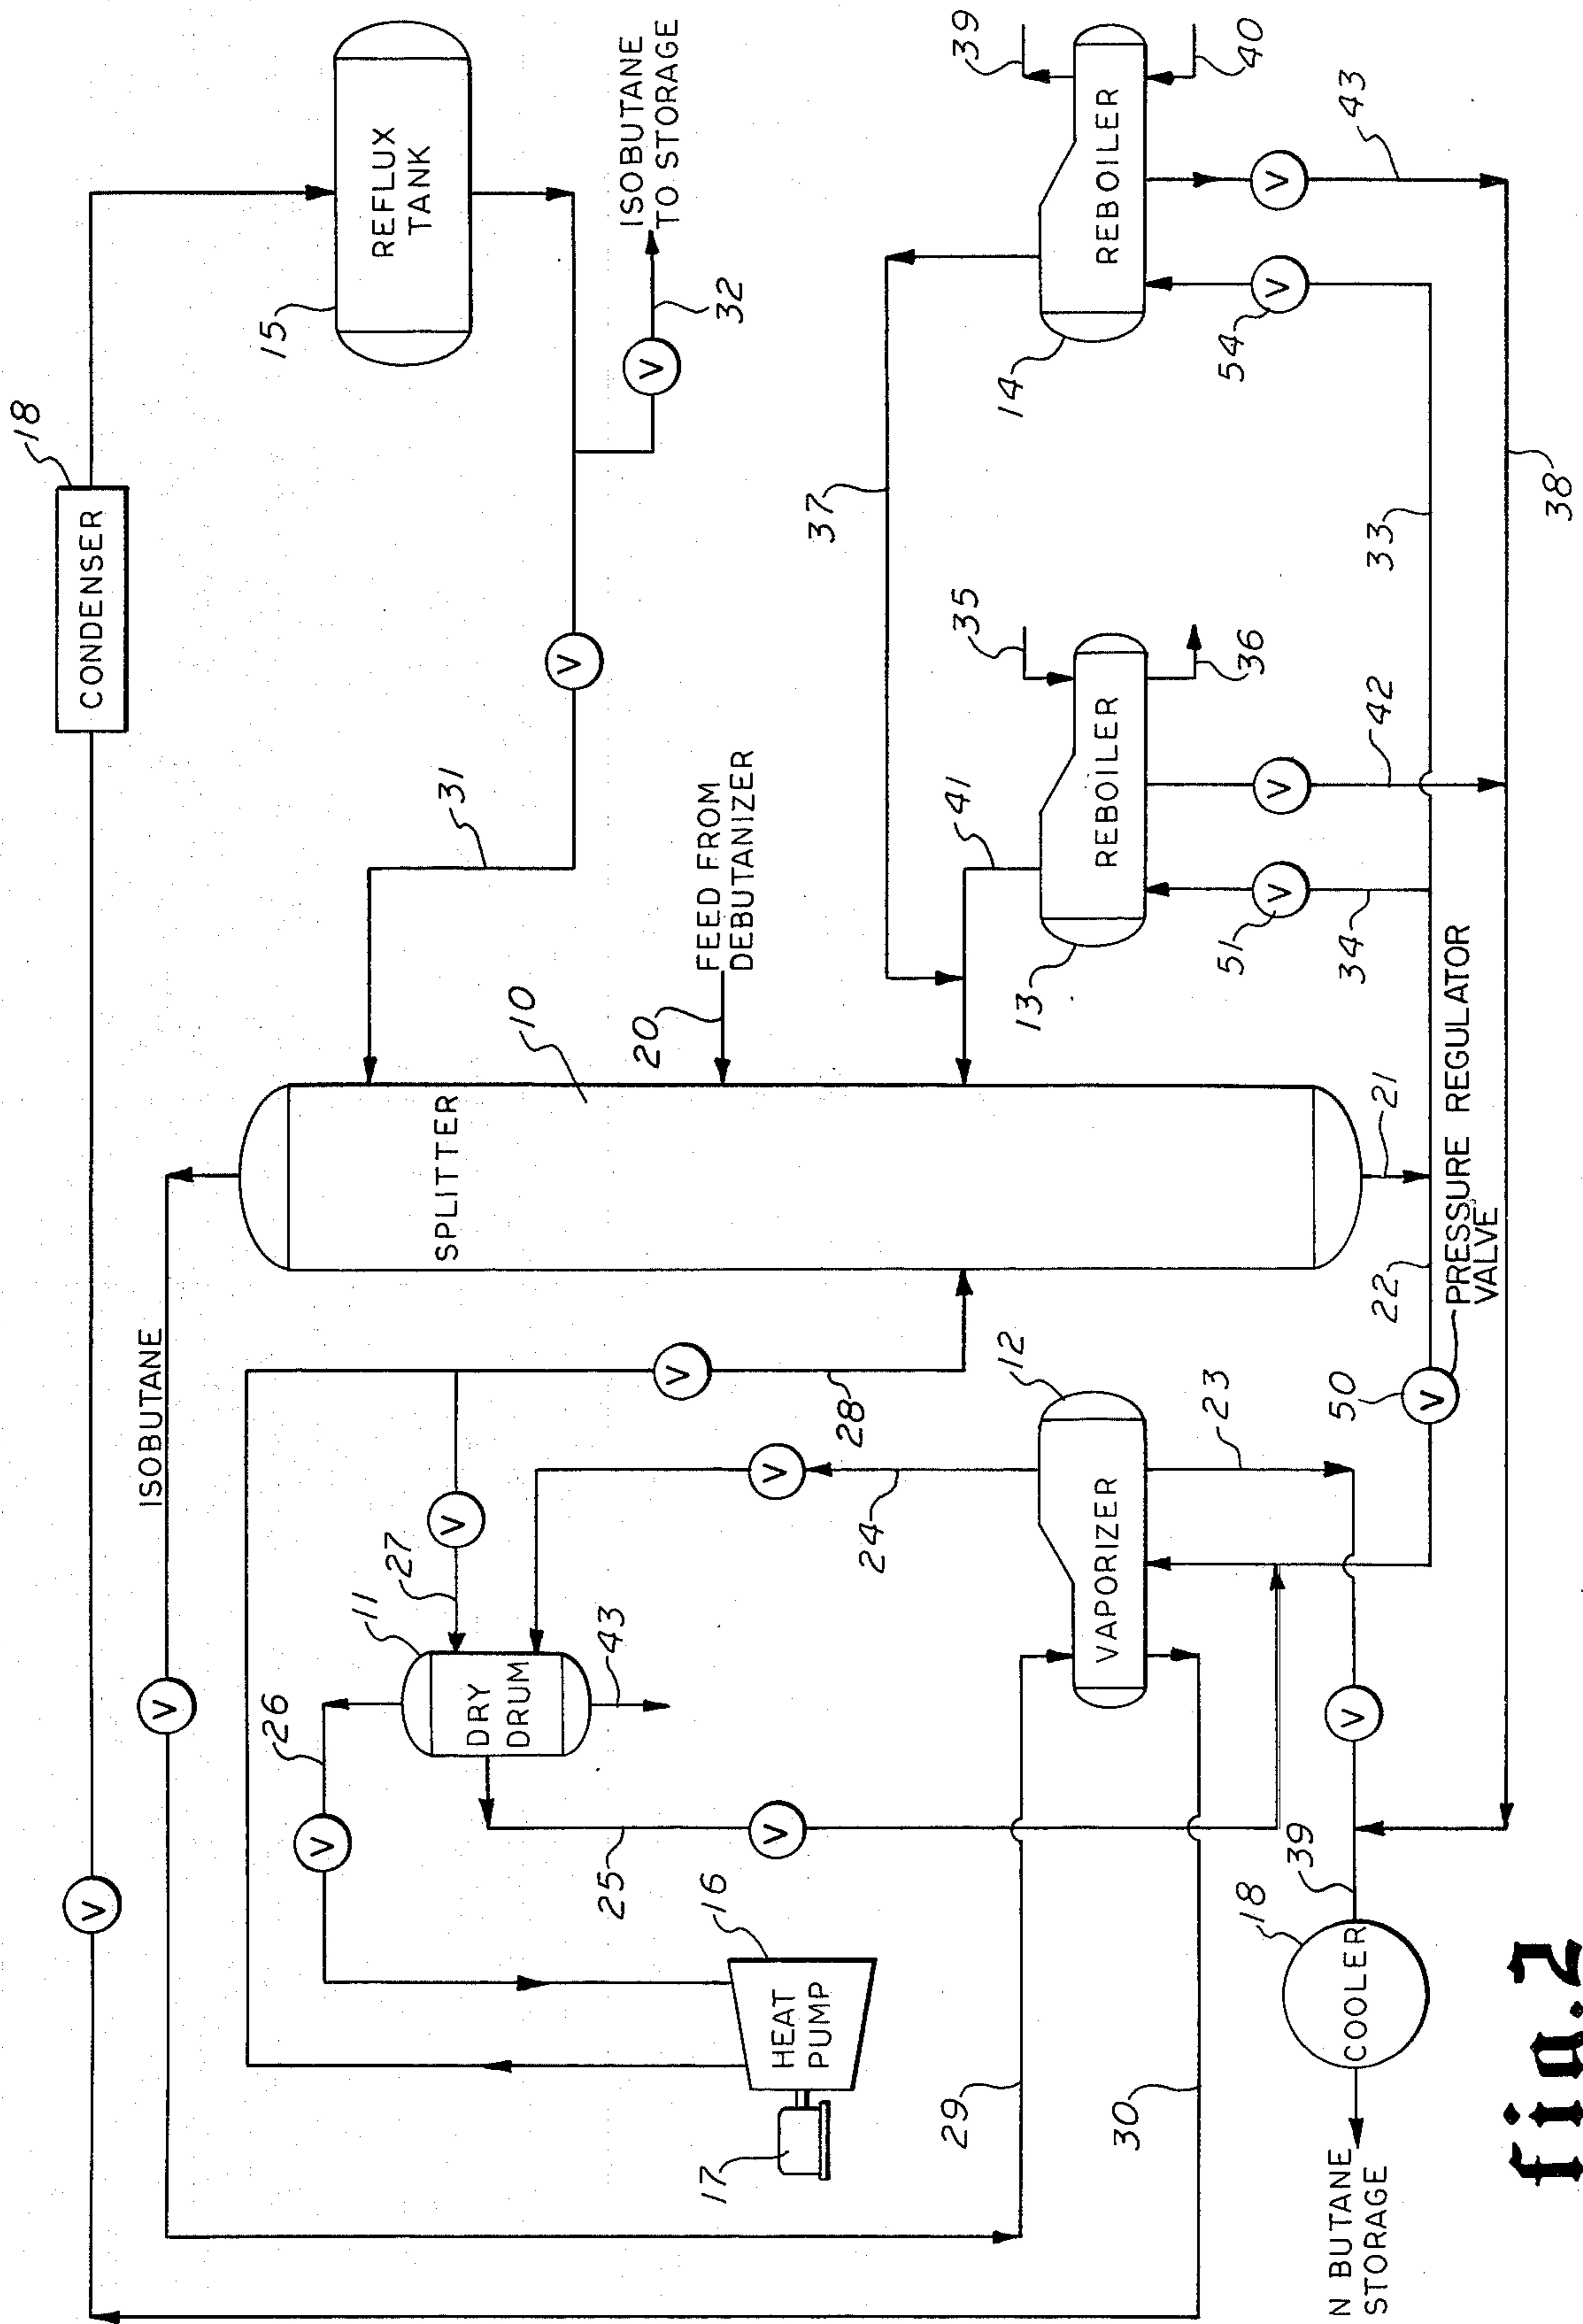 18
CONDENSER
V
ISOBUTANE
V
15
REFLUX
TANK
26
V
11
27
V
DRY
DRUM
43
SPLITTER
10
31
V
ISOBUTANE
TO STORAGE
V
32
25
V
16
HEAT
PUMP
17
24
V
28
V
20
FEED FROM
DEBUTANIZER
37
41
29
30
VAPORIZER
12
13
REBOILER
35
36
14
REBOILER
39
40
23
V
51
V
34
V
42
54
V
V
43
18
COOLER
39
N BUTANE
STORAGE
50
V
22
21
PRESSURE REGULATOR
VALVE
33
38
fig.2